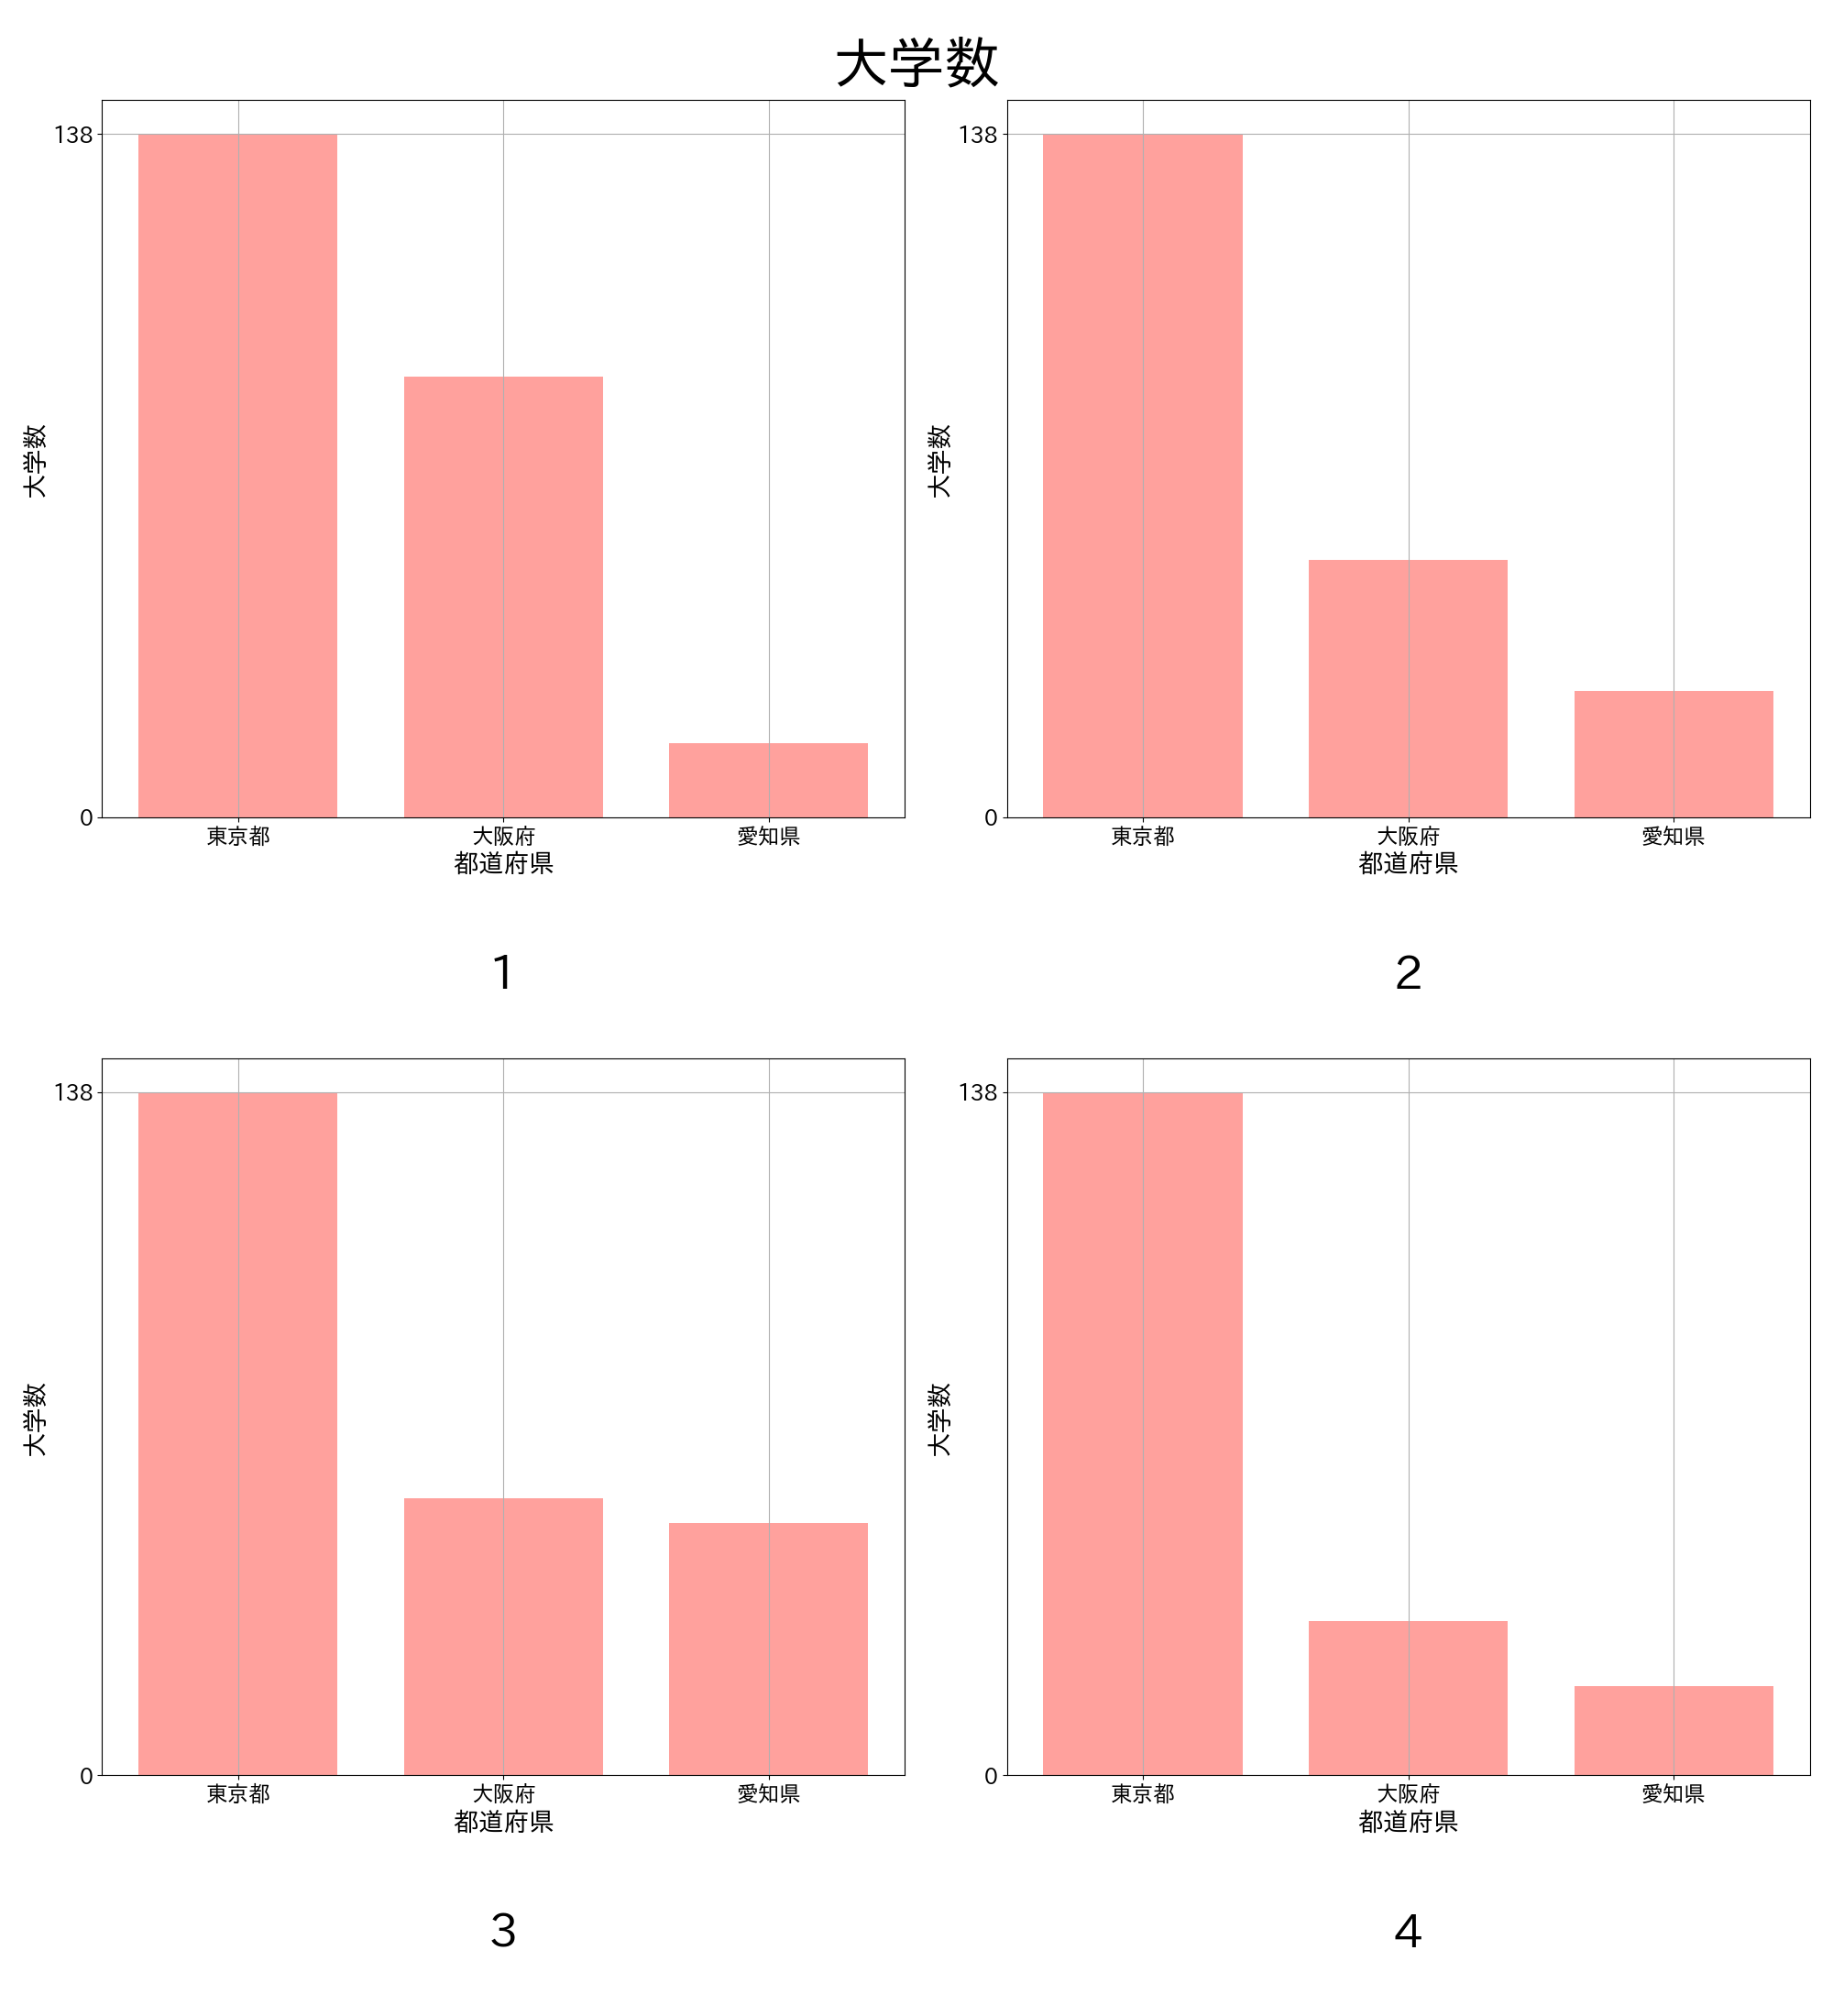 大学数
138
0
大学数
東京都 大阪府 愛知県
都道府県
1
138
0
大学数
東京都 大阪府 愛知県
都道府県
2
138
0
大学数
東京都 大阪府 愛知県
都道府県
3
138
0
大学数
東京都 大阪府 愛知県
都道府県
4